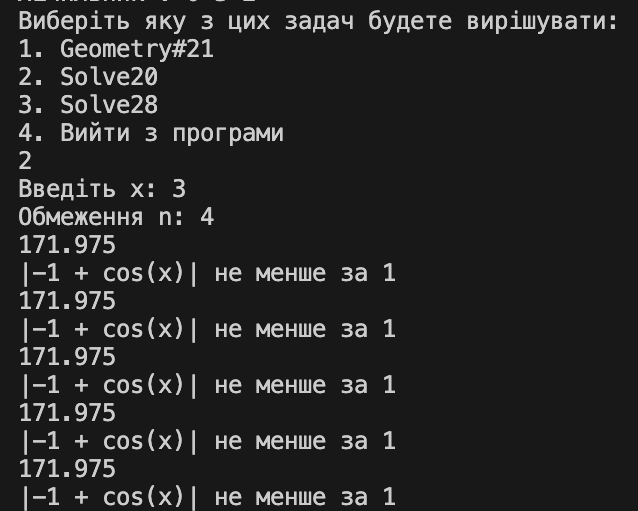 Виберіть яку з цих задач будете вирішувати:
1. Geometry#21
2. Solve20
3. Solve28
4. Вийти з програми
2
Введіть x: 3
Обмеження n: 4
171.975
|-1 + cos(x)| не менше за 1
171.975
|-1 + cos(x)| не менше за 1
171.975
|-1 + cos(x)| не менше за 1
171.975
|-1 + cos(x)| не менше за 1
171.975
|-1 + cos(x)| не менше за 1